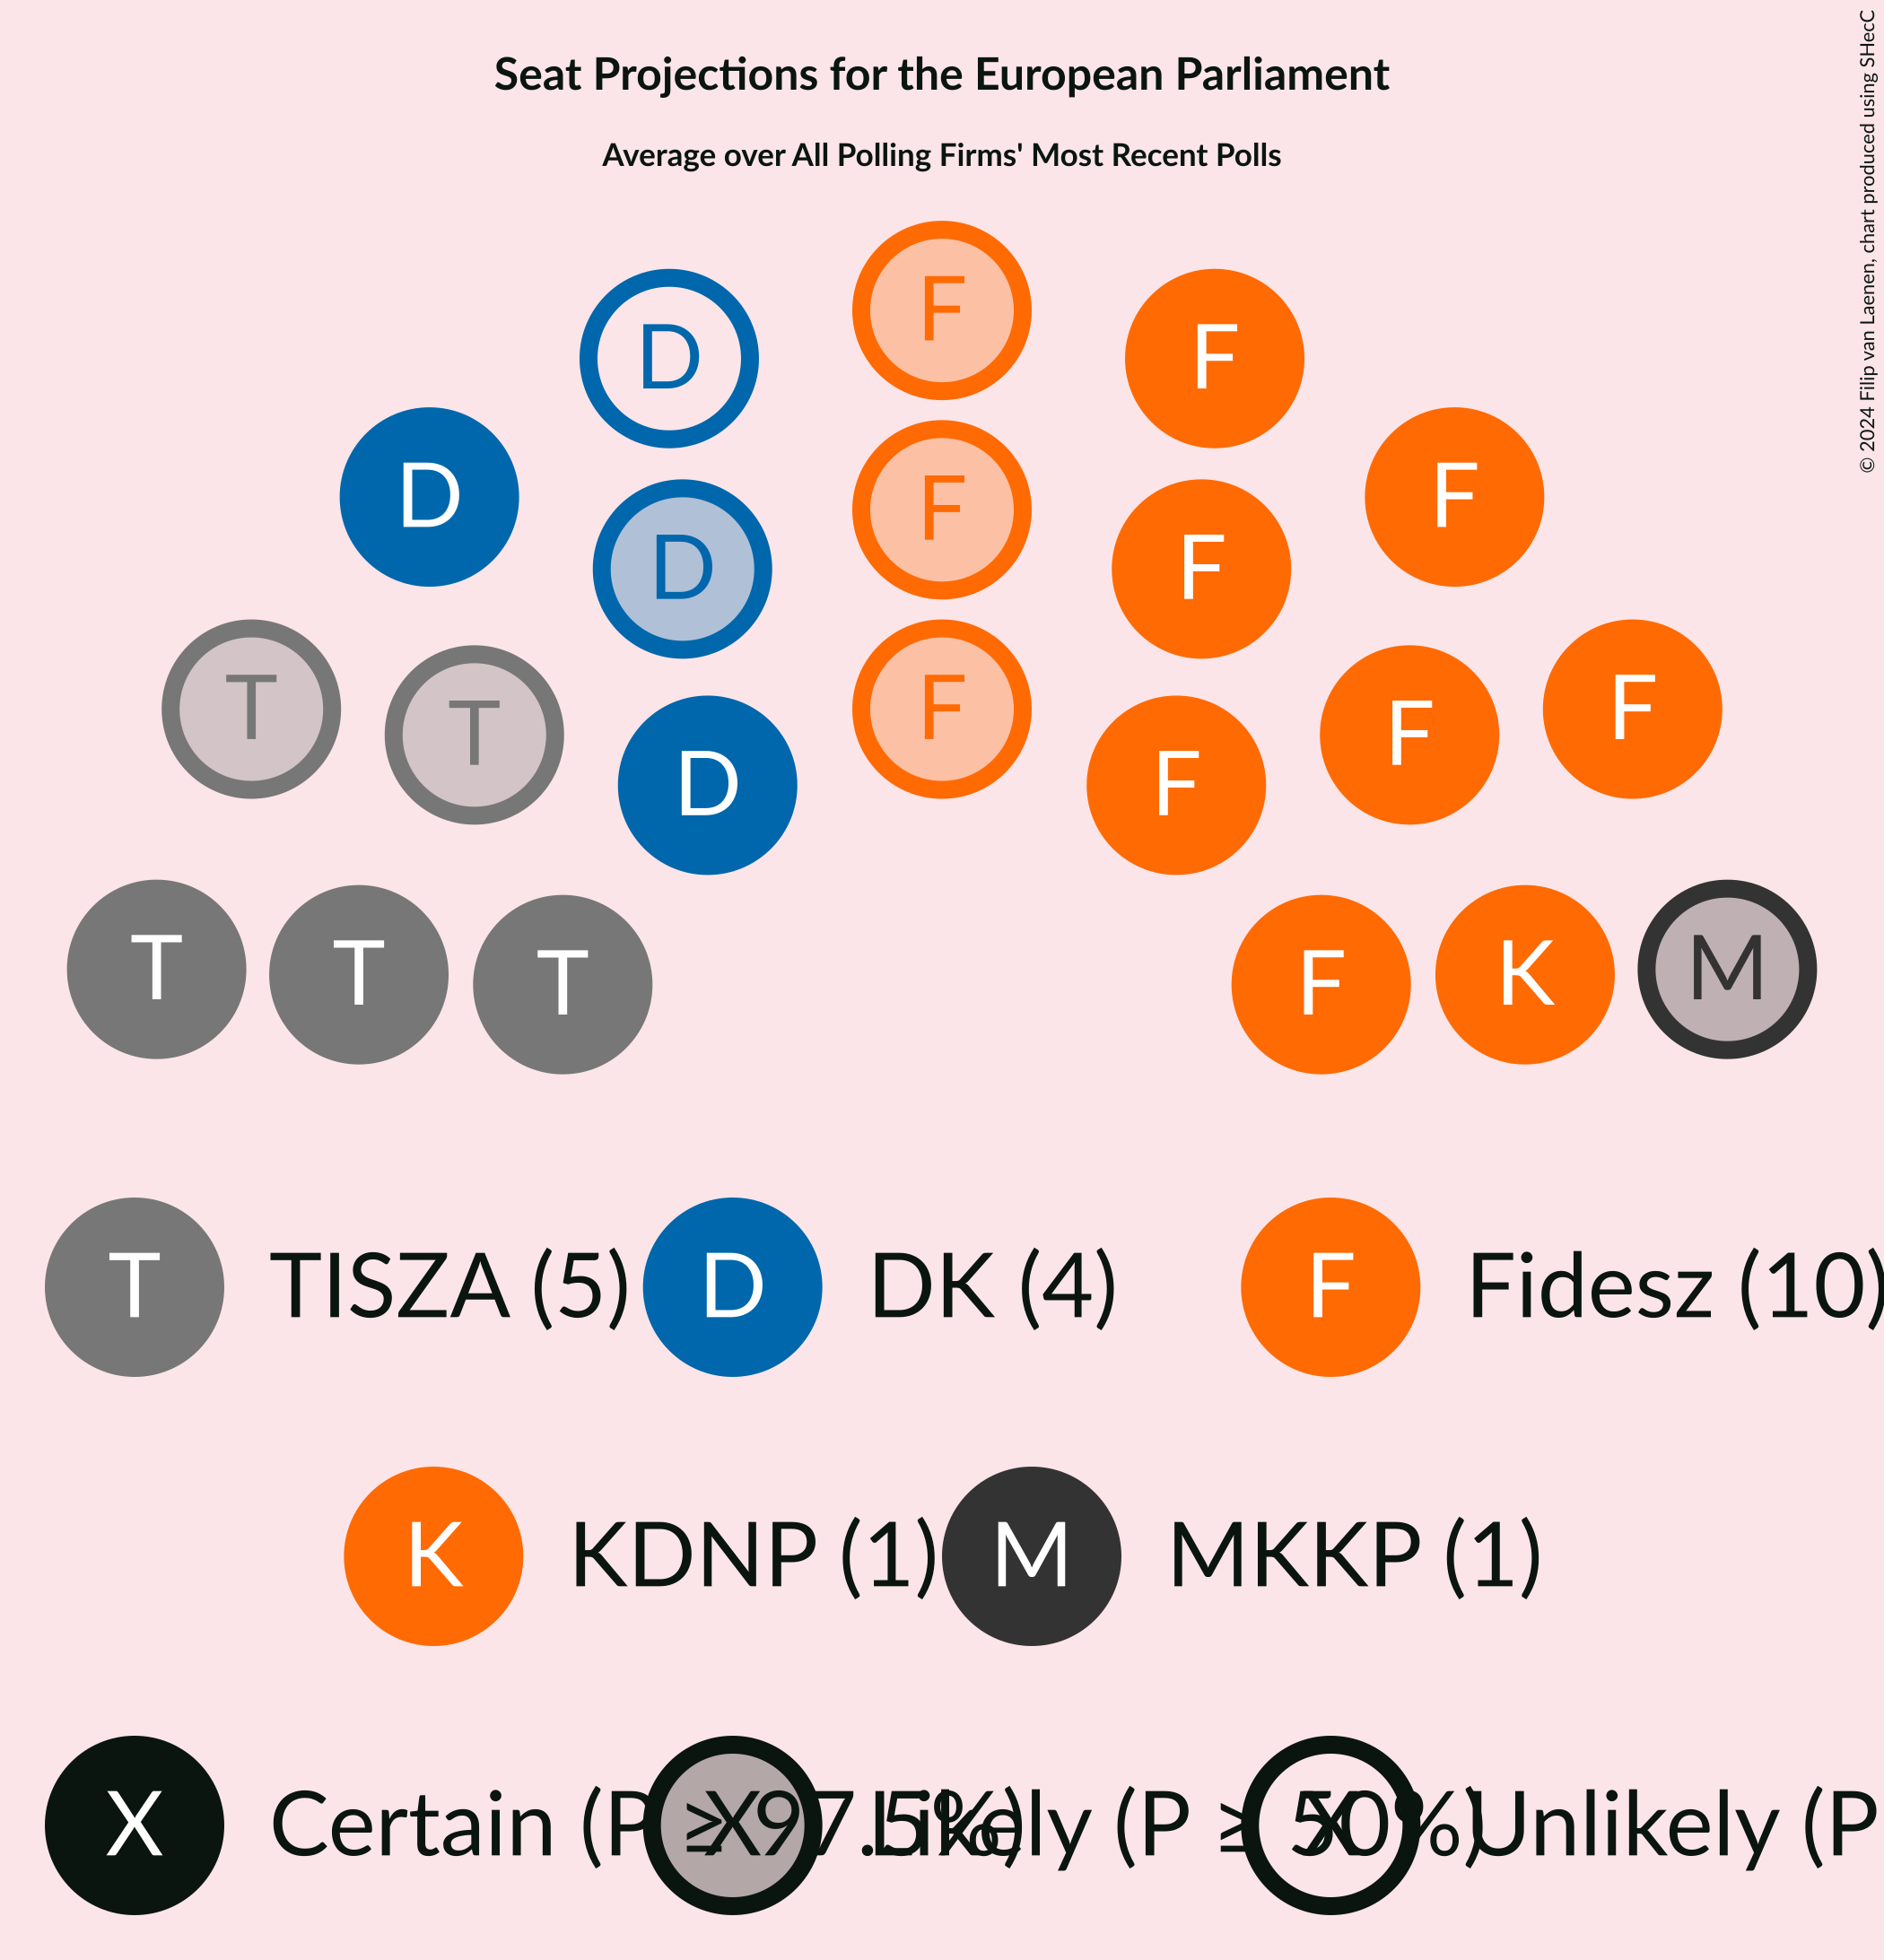 Seat Projections for the European Parliament
Average over All Polling Firms' Most Recent Polls
© 2024 Filip van Laenen, chart produced using SHecC
F
D F
D F
F
D F
T F
T F
D F
T M
T K
T F
T TISZA (5) D DK (4) F Fidesz (10)
K KDNP (1) M MKKP (1)
X Certain (P ≥ 97.5%) X Likely (P ≥ 50%) X Unlikely (P